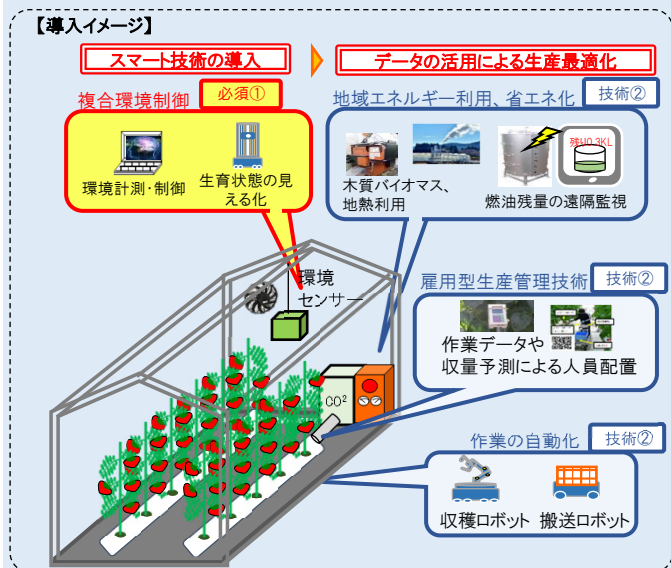 【導入イメージ】
スマート技術の導入
データの活用による生産最適化
複合環境制御
必須①
環境計測・制御
生育状態の見
える化
地域エネルギー利用、省エネ化
技術②
木質バイオマス、
地熱利用
残り0.3KL
燃油残量の遠隔監視
環境
センサー
雇用型生産管理技術
技術②
作業データや
収量予測による人員配置
CO²
作業の自動化
技術②
収穫ロボット
搬送ロボット